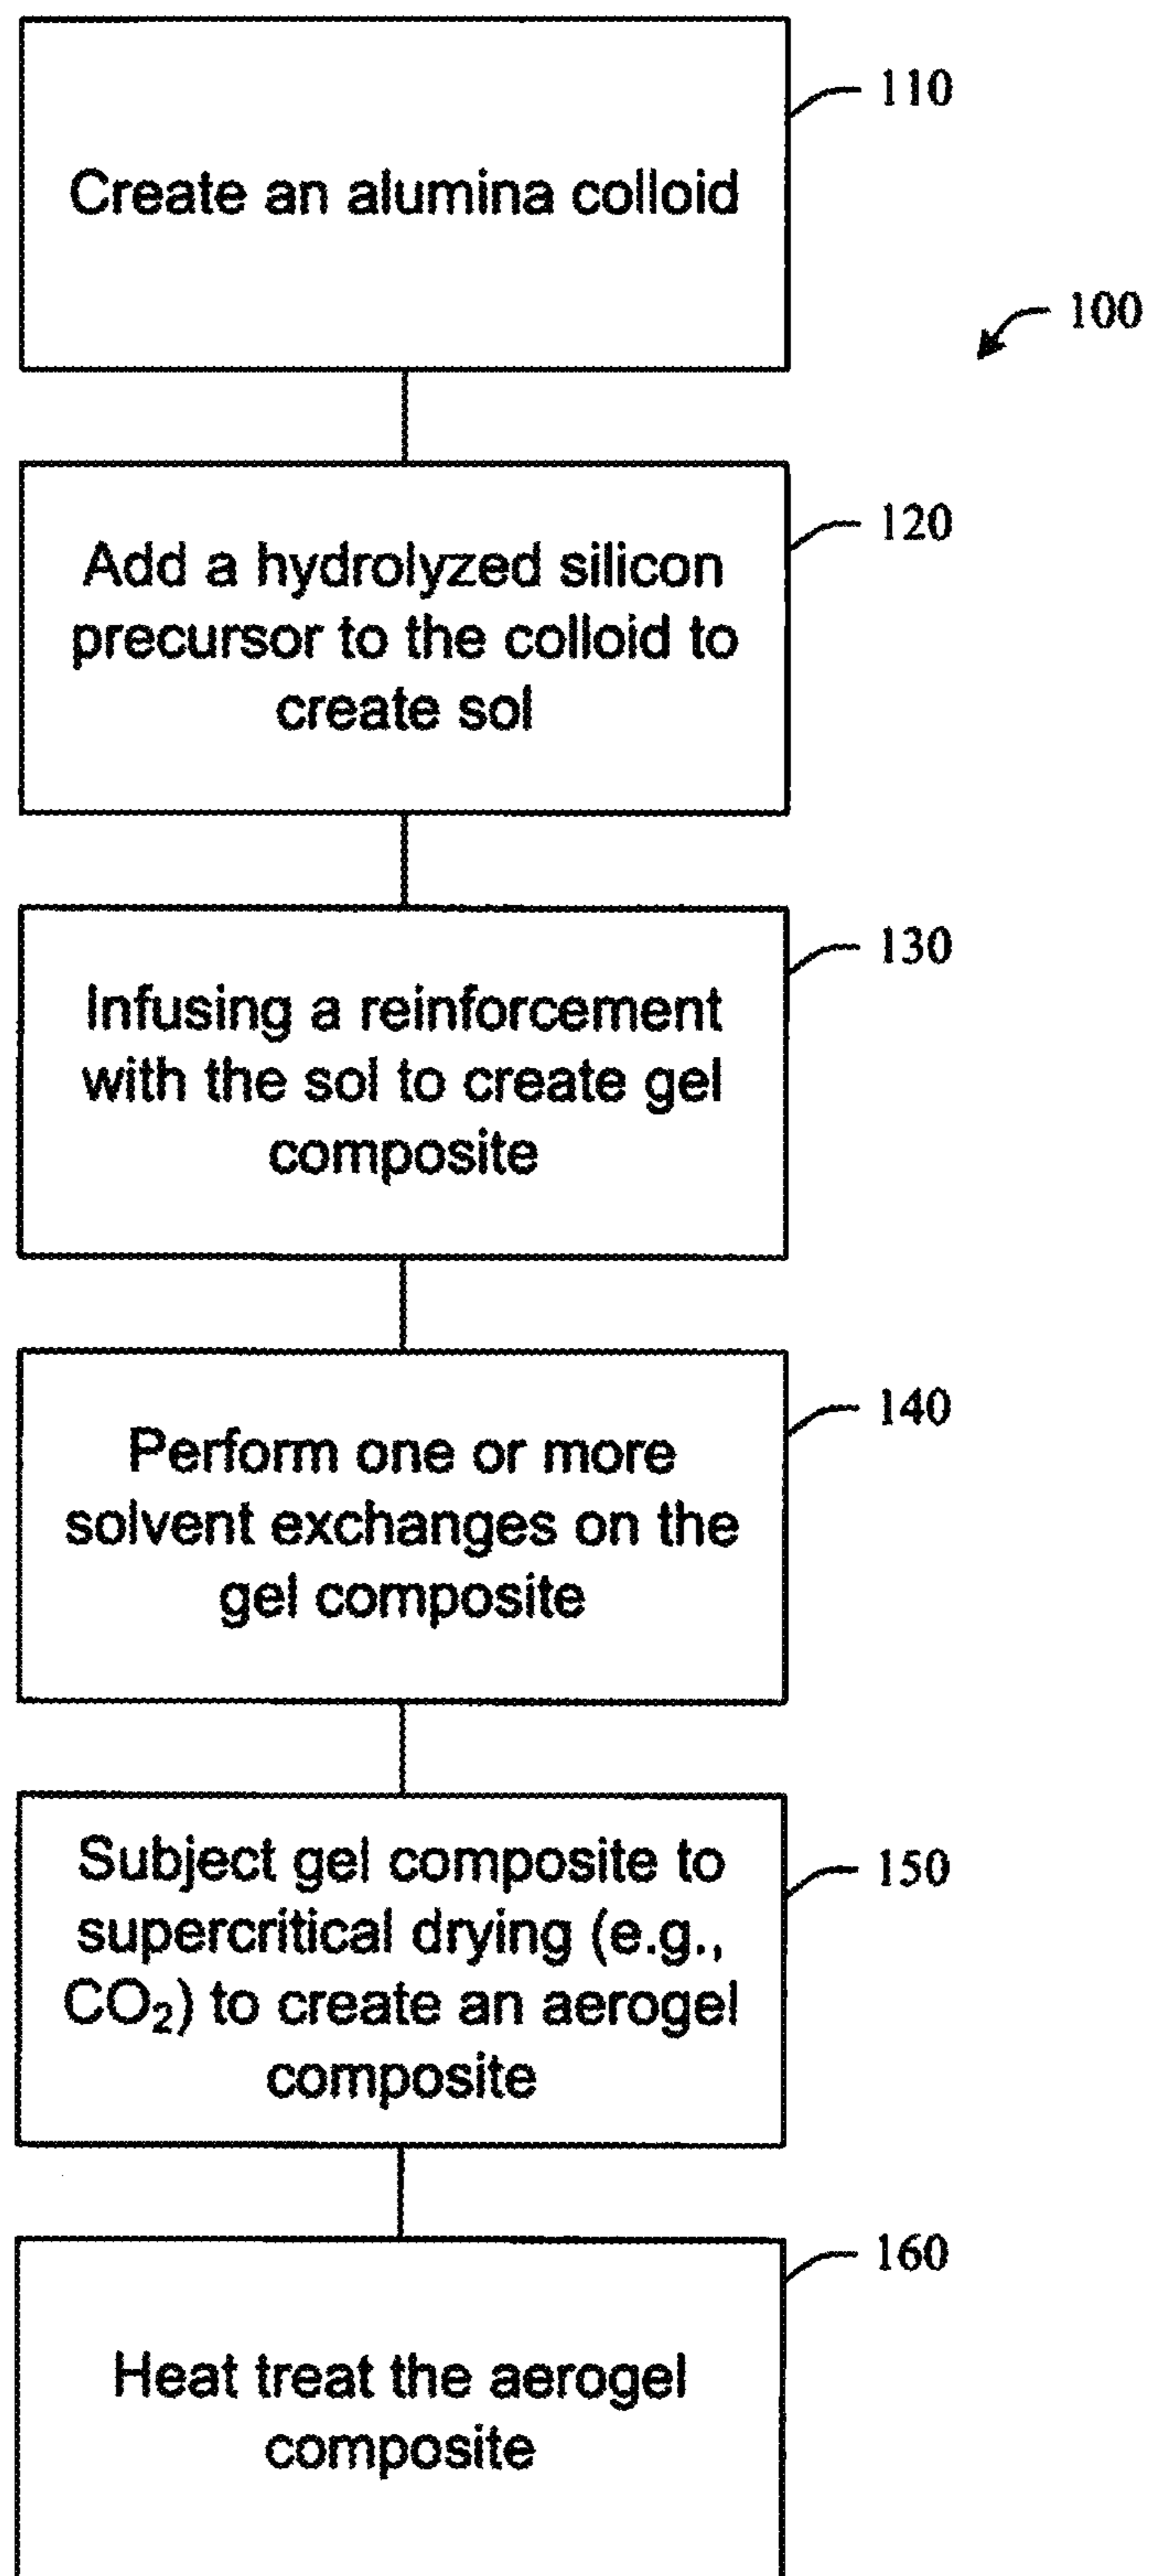 110
Create an alumina colloid
100
120
Add a hydrolyzed silicon
precursor to the colloid to
create sol
130
Infusing a reinforcement
with the sol to create gel
composite
140
Perform one or more
solvent exchanges on the
gel composite
150
Subject gel composite to
supercritical drying (e.g.,
CO₂) to create an aerogel
composite
160
Heat treat the aerogel
composite